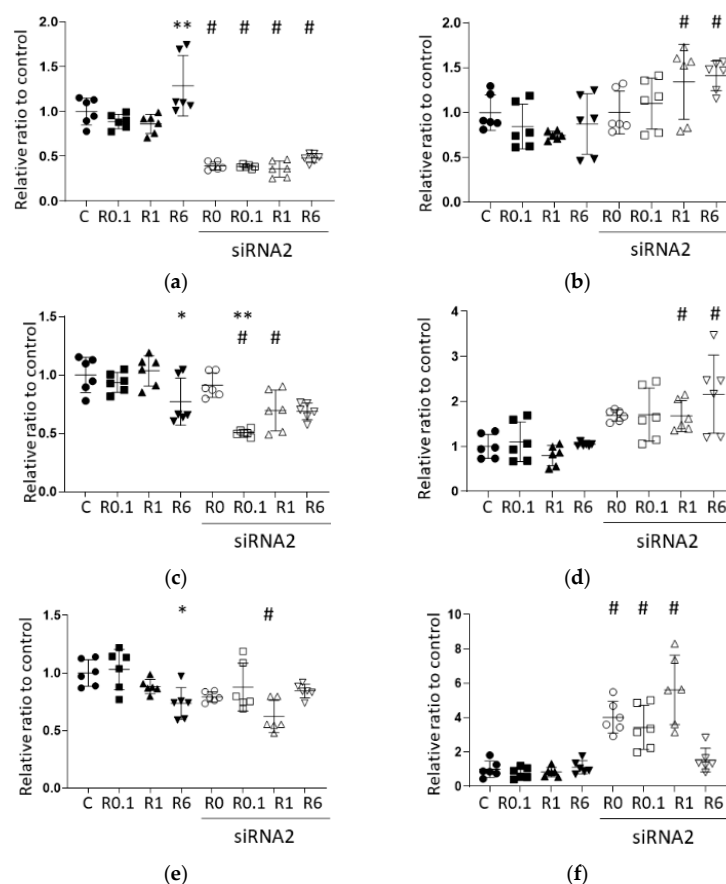 2.0
1.5
1.0
0.5
0.0
Relative ratio to control
** # # # #
C R0.1 R1 R6 R0 R0.1 R1 R6
siRNA2
(a)
2.0
1.5
1.0
0.5
0.0
Relative ratio to control
# #
C R0.1 R1 R6 R0 R0.1 R1 R6
siRNA2
(b)
1.5
1.0
0.5
0.0
Relative ratio to control
**
* # #
C R0.1 R1 R6 R0 R0.1 R1 R6
siRNA2
(c)
4
3
2
1
0
Relative ratio to control
# #
C R0.1 R1 R6 R0 R0.1 R1 R6
siRNA2
(d)
1.5
1.0
0.5
0.0
Relative ratio to control
* #
C R0.1 R1 R6 R0 R0.1 R1 R6
siRNA2
(e)
10
8
6
4
2
0
Relative ratio to control
# # #
C R0.1 R1 R6 R0 R0.1 R1 R6
siRNA2
(f)